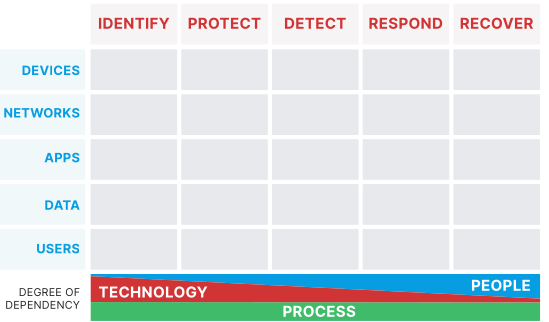 IDENTIFY PROTECT DETECT RESPOND RECOVER
DEVICES
NETWORKS
APPS
DATA
USERS
DEGREE OF
DEPENDENCY
TECHNOLOGY
PEOPLE
PROCESS